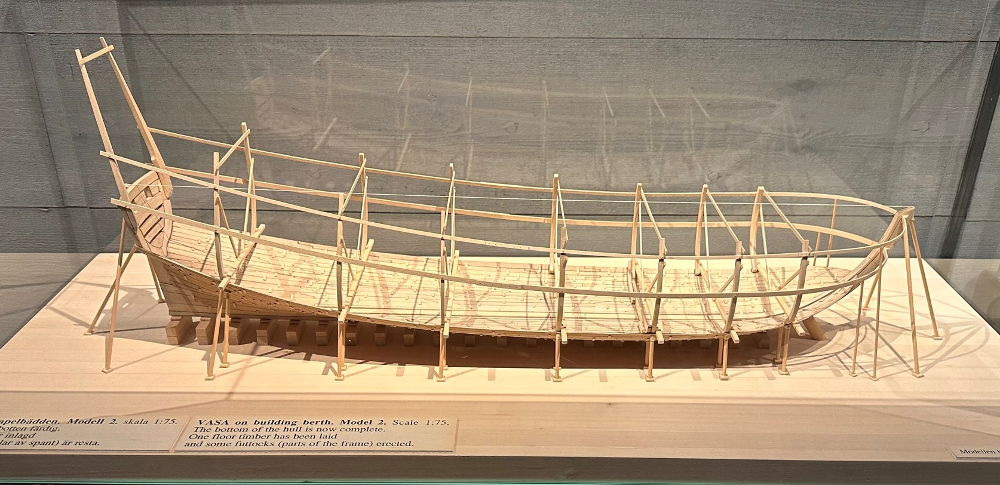 apelbädden. Modell 2. skala 1:75.
botten färdig.
inlagd
lar av spant) är resta.
VASA on building berth. Model 2. Scale 1:75.
The bottom of the hull is now complete.
One floor timber has been laid
and some futtocks (parts of the frame) erected.
Modellen